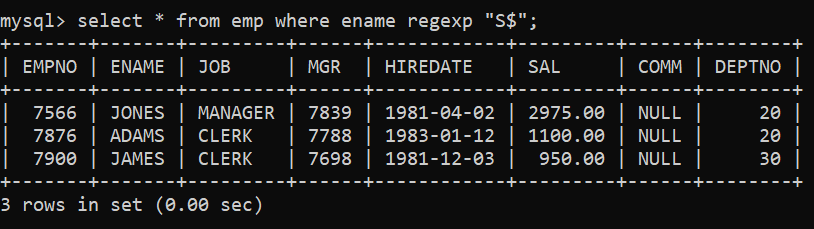 mysql> select * from emp where ename regexp "S$";
+-------+-------+---------+------+------------+---------+------+--------+
| EMPNO | ENAME | JOB     | MGR  | HIREDATE   | SAL     | COMM | DEPTNO |
+-------+-------+---------+------+------------+---------+------+--------+
|  7566 | JONES | MANAGER | 7839 | 1981-04-02 | 2975.00 | NULL |     20 |
|  7876 | ADAMS | CLERK   | 7788 | 1983-01-12 | 1100.00 | NULL |     20 |
|  7900 | JAMES | CLERK   | 7698 | 1981-12-03 |  950.00 | NULL |     30 |
+-------+-------+---------+------+------------+---------+------+--------+
3 rows in set (0.00 sec)